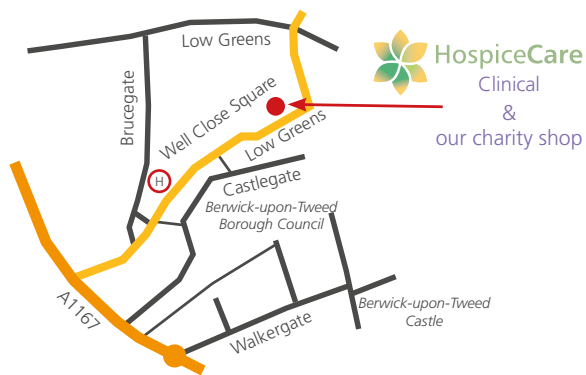 Low Greens
HospiceCare
Clinical
&
our charity shop
Brucegate
Well Close Square
Low Greens
H
Castlegate
Berwick-upon-Tweed
Borough Council
A1167
Walkergate
Berwick-upon-Tweed
Castle